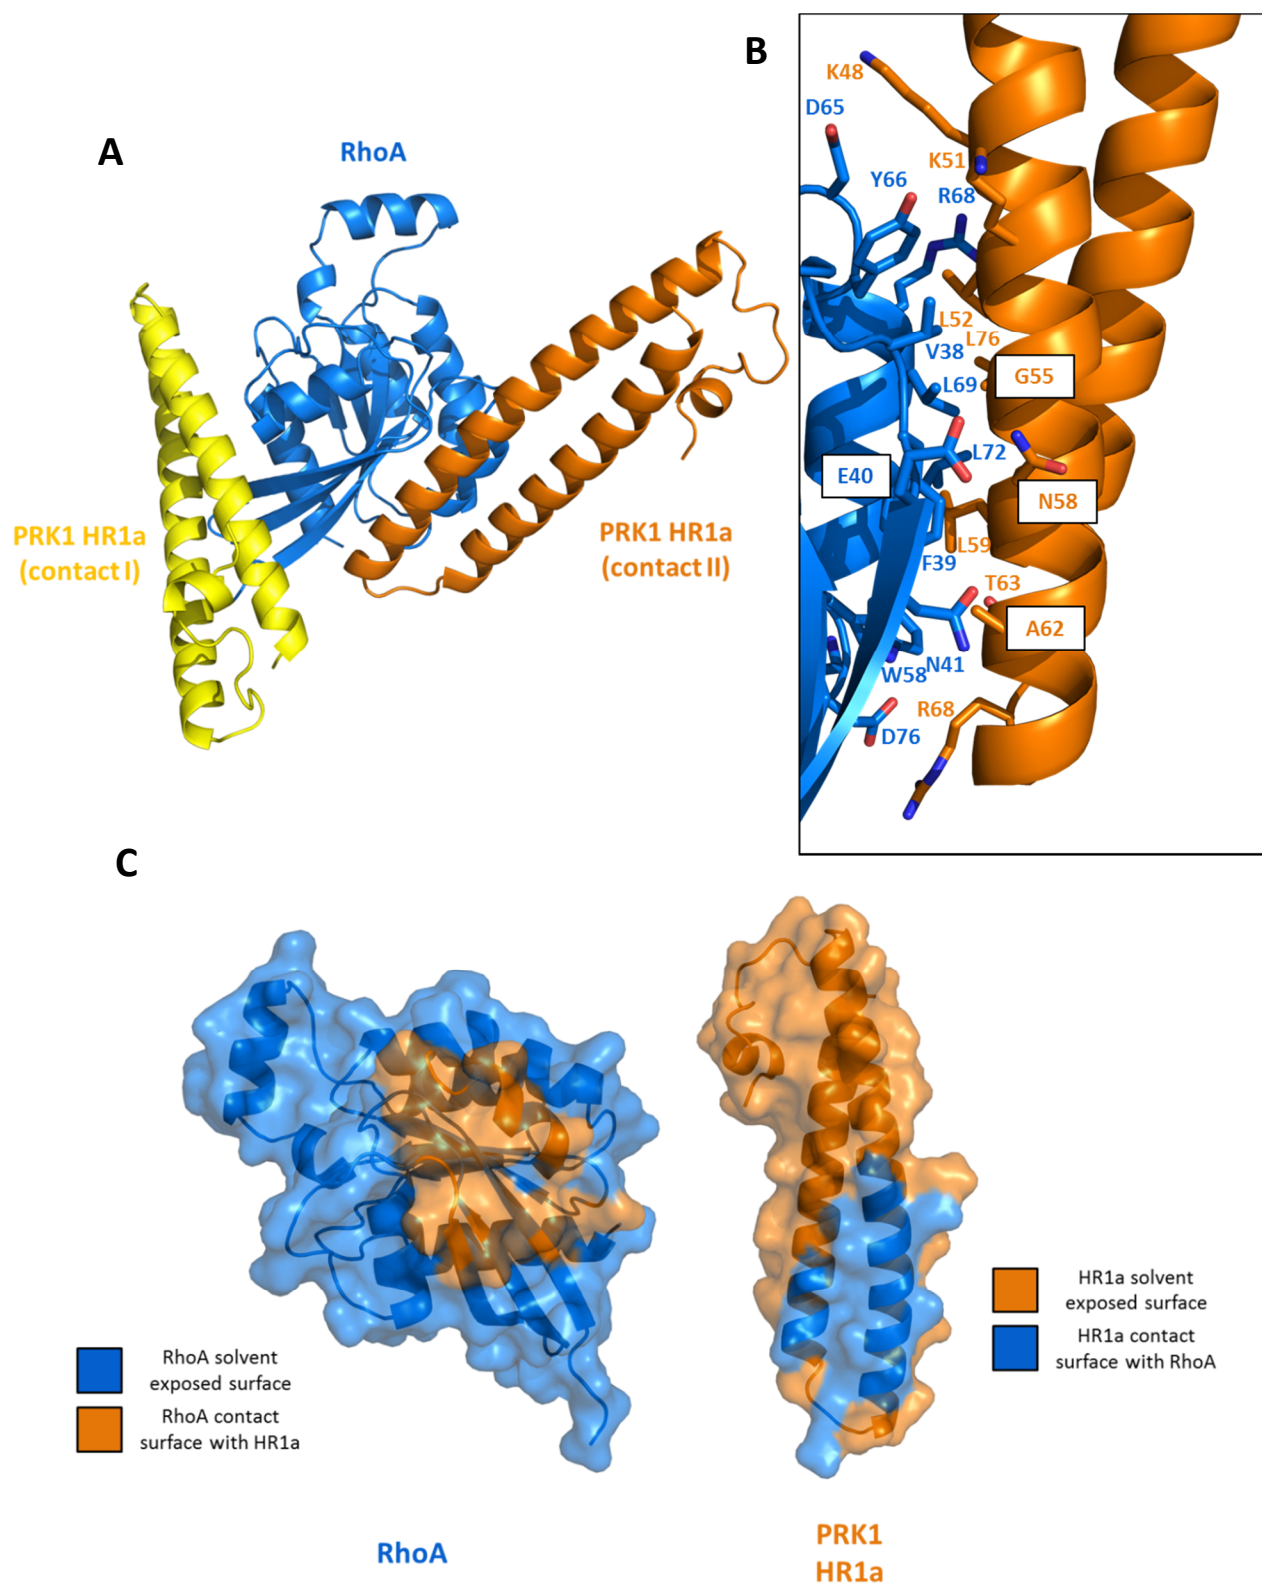 A
RhoA
PRK1 HR1a
(contact I)
PRK1 HR1a
(contact II)
B
K48
D65
K51
Y66
R68
L52
L76
V38
G55
L69
L72
E40
N58
L59
F39
T63
A62
N41
W58
R68
D76
C
RhoA solvent
exposed surface
RhoA contact
surface with HR1a
HR1a solvent
exposed surface
HR1a contact
surface with RhoA
RhoA
PRK1
HR1a